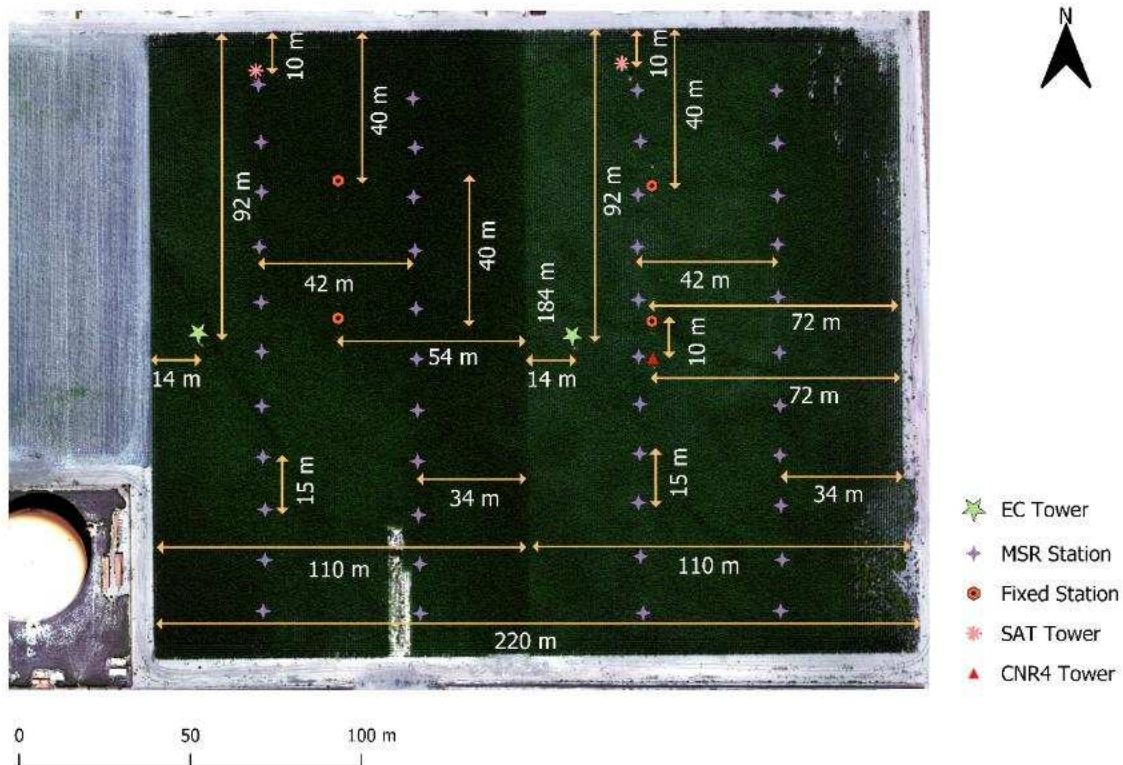 N
10 m
10 m
40 m
40 m
92 m
92 m
40 m
42 m
42 m
184 m
72 m
10 m
54 m
14 m
14 m
72 m
15 m
15 m
34 m
34 m
110 m
110 m
220 m
EC Tower
MSR Station
Fixed Station
SAT Tower
CNR4 Tower
0 50 100 m